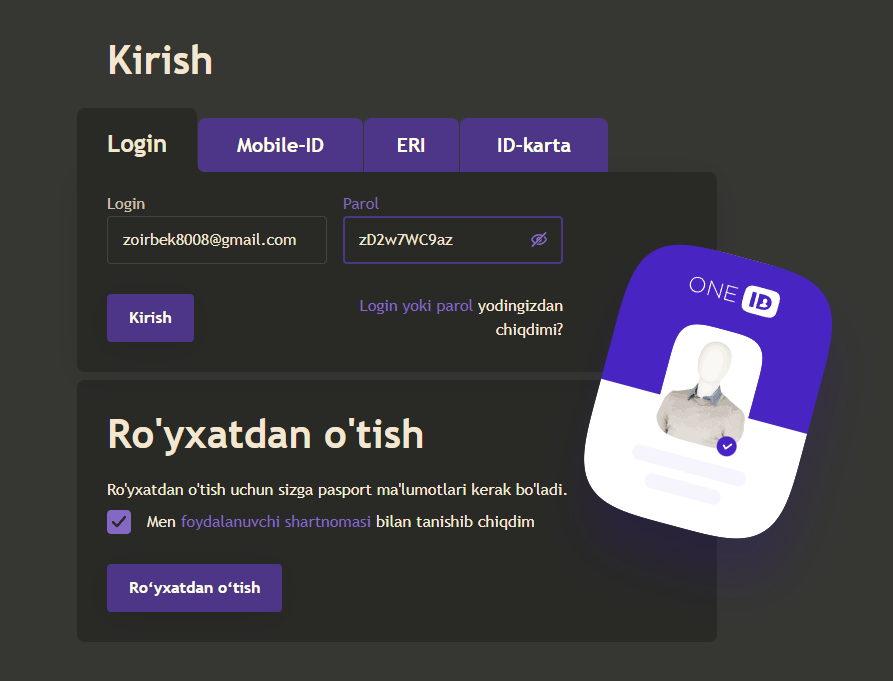 Kirish
Login Mobile-ID ERI ID-karta
Login Parol
zoirbek8008@gmail.com zD2w7WC9az
Kirish
Login yoki parol yodingizdan
chiqdimi?
ONE ID
Ro'yxatdan o'tish
Ro'yxatdan o'tish uchun sizga pasport ma'lumotlari kerak bo'ladi.
Men foydalanuvchi shartnomasi bilan tanishib chiqdim
Ro‘yxatdan o‘tish